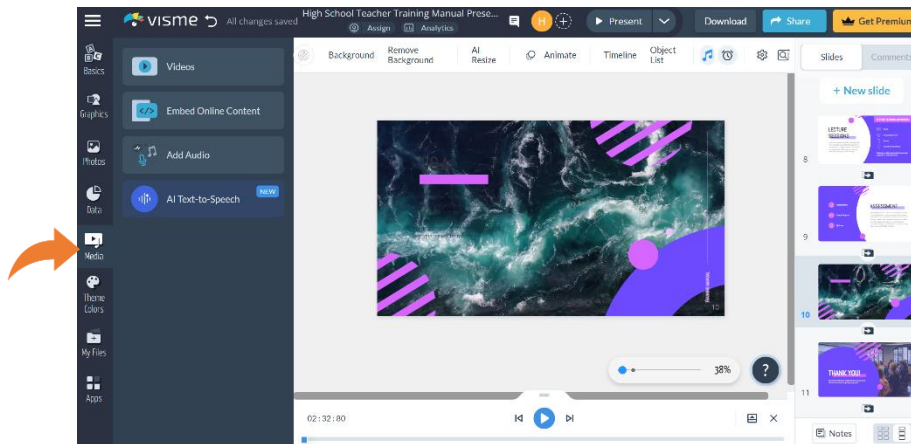 visme
All changes saved
High School Teacher Training Manual Prese...
Assign
Analytics
H
Present
Download
Share
Get Premium
Basics
Graphics
Photos
Data
Media
Theme
Colors
My Files
Apps
Videos
Embed Online Content
Add Audio
AI Text-to-Speech
NEW
Background
Remove
Background
AI
Resize
Animate
Timeline
Object
List
10
38%
?
02:32:80
Slides
Comments
+ New slide
LECTURE
SESSIONS
8
ASSESSMENT
9
10
THANK YOU!
11
Notes